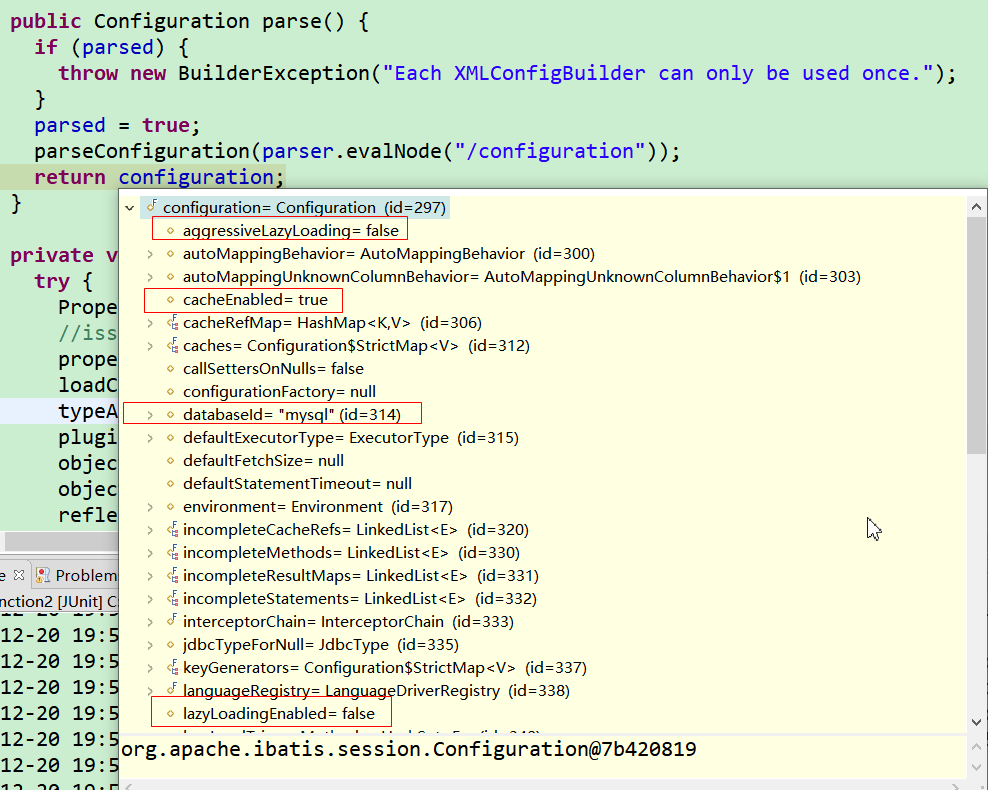 public Configuration parse() {
if (parsed) {
throw new BuilderException("Each XMLConfigBuilder can only be used once.");
}
parsed = true;
parseConfiguration(parser.evalNode("/configuration"));
return configuration;
}
private v
try {
Prope
//iss
prope
loadC
typeA
plugi
objec
objec
refle
configuration= Configuration (id=297)
aggressiveLazyLoading= false
autoMappingBehavior= AutoMappingBehavior (id=300)
autoMappingUnknownColumnBehavior= AutoMappingUnknownColumnBehavior$1 (id=303)
cacheEnabled= true
cacheRefMap= HashMap<K,V> (id=306)
caches= Configuration$StrictMap<V> (id=312)
callSettersOnNulls= false
configurationFactory= null
databaseId= "mysql" (id=314)
defaultExecutorType= ExecutorType (id=315)
defaultFetchSize= null
defaultStatementTimeout= null
environment= Environment (id=317)
incompleteCacheRefs= LinkedList<E> (id=320)
incompleteMethods= LinkedList<E> (id=330)
incompleteResultMaps= LinkedList<E> (id=331)
incompleteStatements= LinkedList<E> (id=332)
interceptorChain= InterceptorChain (id=333)
jdbcTypeForNull= JdbcType (id=335)
keyGenerators= Configuration$StrictMap<V> (id=337)
languageRegistry= LanguageDriverRegistry (id=338)
lazyLoadingEnabled= false
org.apache.ibatis.session.Configuration@7b420819
e Problem
nction2 [JUnit] C:
12-20 19:5
12-20 19:5
12-20 19:5
12-20 19:5
12-20 19:5
12-20 19:5
12-20 19:5